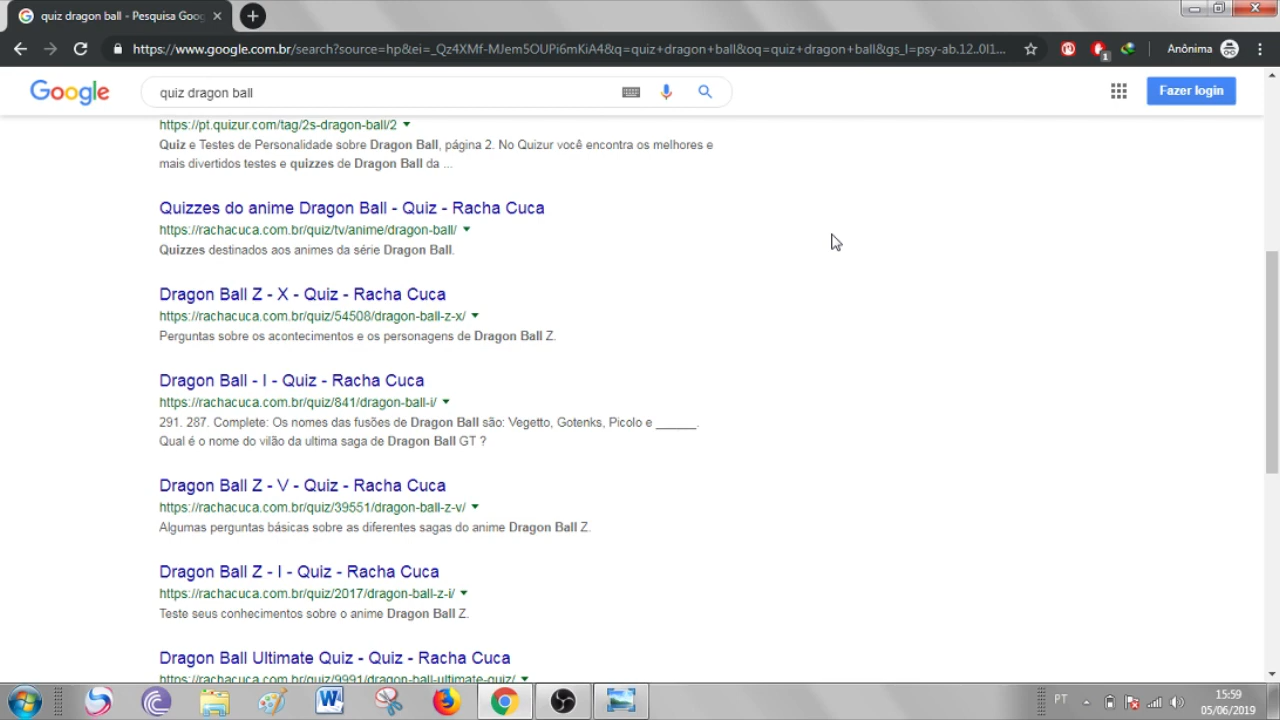 quiz dragon ball - Pesquisa Goog
https://www.google.com.br/search?source=hp&ei=_Qz4XMf-MJem5OUPi6mKiA4&q=quiz+dragon+ball&oq=quiz+dragon+ball&gs_l=psy-ab.12..0l1...
1
Anônima
Google
quiz dragon ball
Fazer login
https://pt.quizur.com/tag/2s-dragon-ball/2
Quiz e Testes de Personalidade sobre Dragon Ball, página 2. No Quizur você encontra os melhores e
mais divertidos testes e quizzes de Dragon Ball da ...
Quizzes do anime Dragon Ball - Quiz - Racha Cuca
https://rachacuca.com.br/quiz/tv/anime/dragon-ball/
Quizzes destinados aos animes da série Dragon Ball.
Dragon Ball Z - X - Quiz - Racha Cuca
https://rachacuca.com.br/quiz/54508/dragon-ball-z-x/
Perguntas sobre os acontecimentos e os personagens de Dragon Ball Z.
Dragon Ball - I - Quiz - Racha Cuca
https://rachacuca.com.br/quiz/841/dragon-ball-i/
291. 287. Complete: Os nomes das fusões de Dragon Ball são: Vegetto, Gotenks, Picolo e ______.
Qual é o nome do vilão da ultima saga de Dragon Ball GT ?
Dragon Ball Z - V - Quiz - Racha Cuca
https://rachacuca.com.br/quiz/39551/dragon-ball-z-v/
Algumas perguntas básicas sobre as diferentes sagas do anime Dragon Ball Z.
Dragon Ball Z - I - Quiz - Racha Cuca
https://rachacuca.com.br/quiz/2017/dragon-ball-z-i/
Teste seus conhecimentos sobre o anime Dragon Ball Z.
Dragon Ball Ultimate Quiz - Quiz - Racha Cuca
https://rachacuca.com.br/quiz/9991/dragon-ball-ultimate-quiz/
PT
15:59
05/06/2019